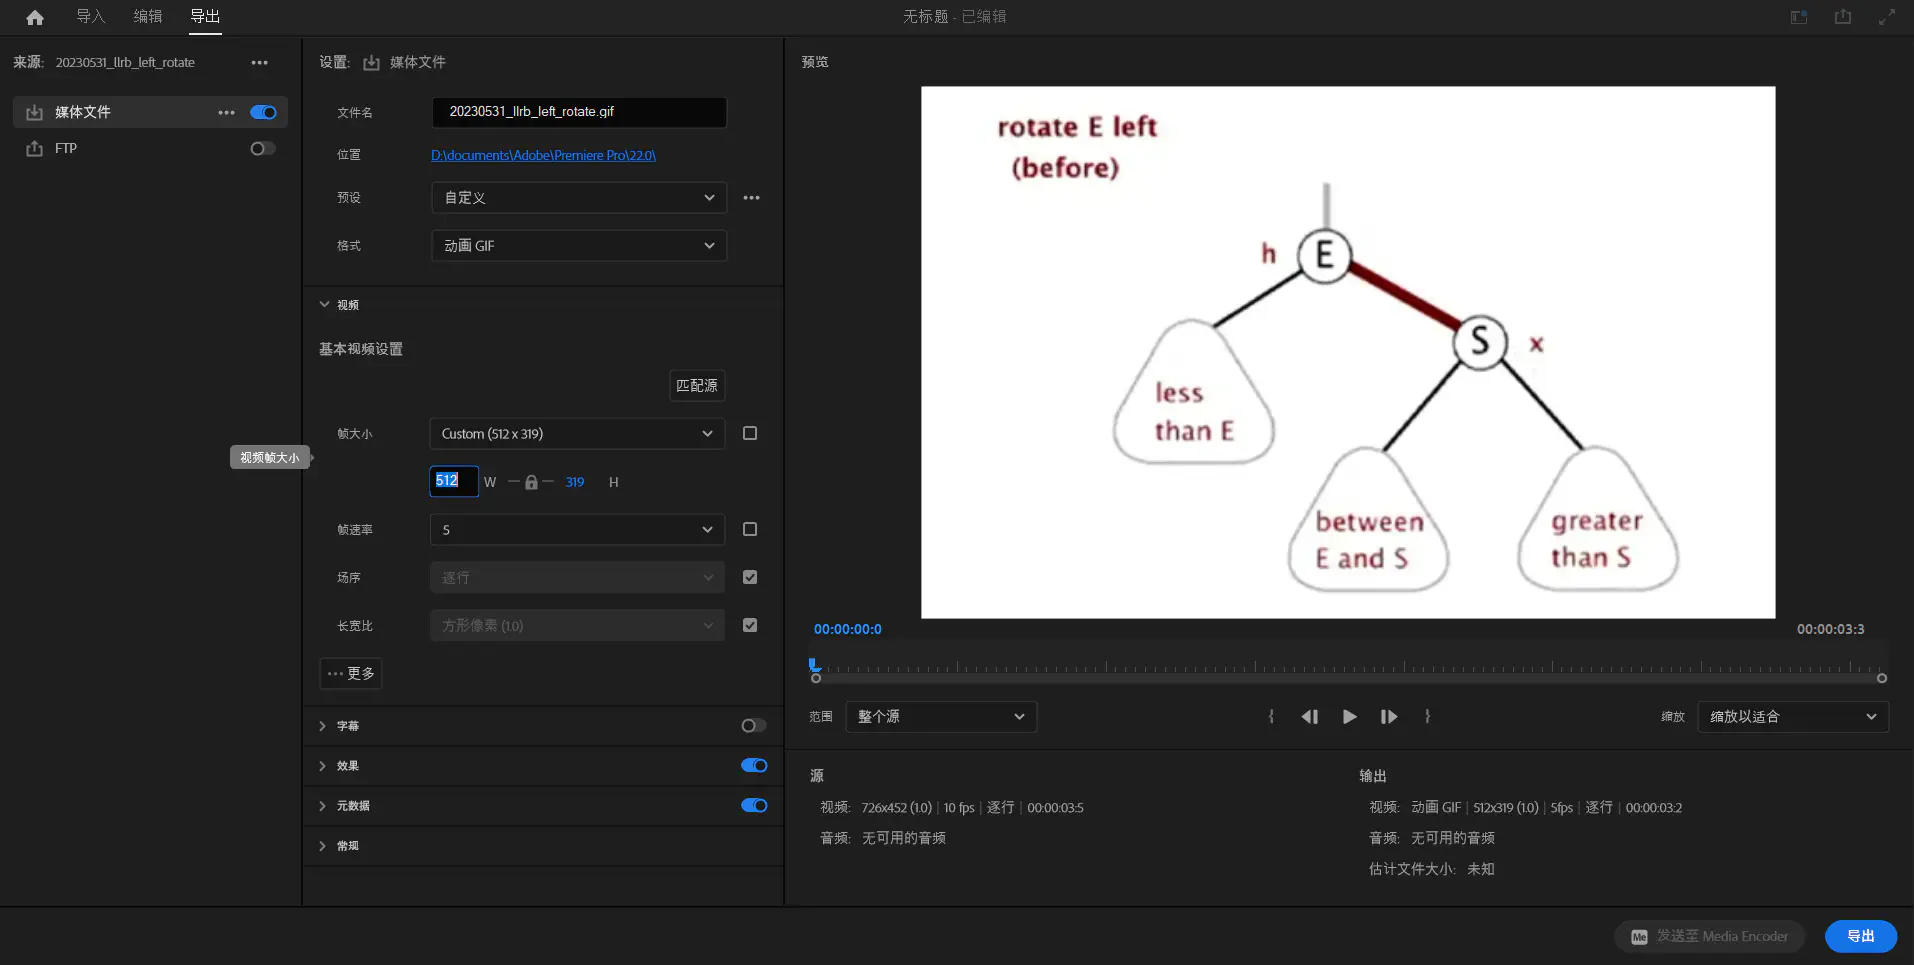 导入 编辑 导出 无标题 - 已编辑
来源: 20230531_llrb_left_rotate
媒体文件
FTP
设置: 媒体文件
文件名 20230531_llrb_left_rotate.gif
位置 D:\documents\Adobe\Premiere Pro\22.0\
预设 自定义
格式 动画 GIF
视频
基本视频设置
匹配源
帧大小 Custom (512 x 319)
视频帧大小
512 W 319 H
帧速率 5
场序 逐行
长宽比 方形像素 (1.0)
更多
字幕
效果
元数据
常规
预览
rotate E left
(before)
h E
S x
less
than E
between
E and S
greater
than S
00:00:00:0 00:00:03:3
范围 整个源 缩放 缩放以适合
源
视频: 726x452 (1.0) | 10 fps | 逐行 | 00:00:03:5
音频: 无可用的音频
输出
视频: 动画 GIF | 512x319 (1.0) | 5fps | 逐行 | 00:00:03:2
音频: 无可用的音频
估计文件大小: 未知
Me 发送至 Media Encoder 导出